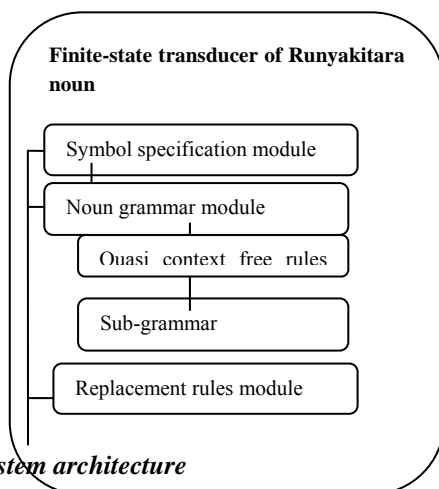 Finite-state transducer of Runyakitara
noun
Symbol specification module
Noun grammar module
Quasi context free rules
Sub-grammar
Replacement rules module
stem architecture